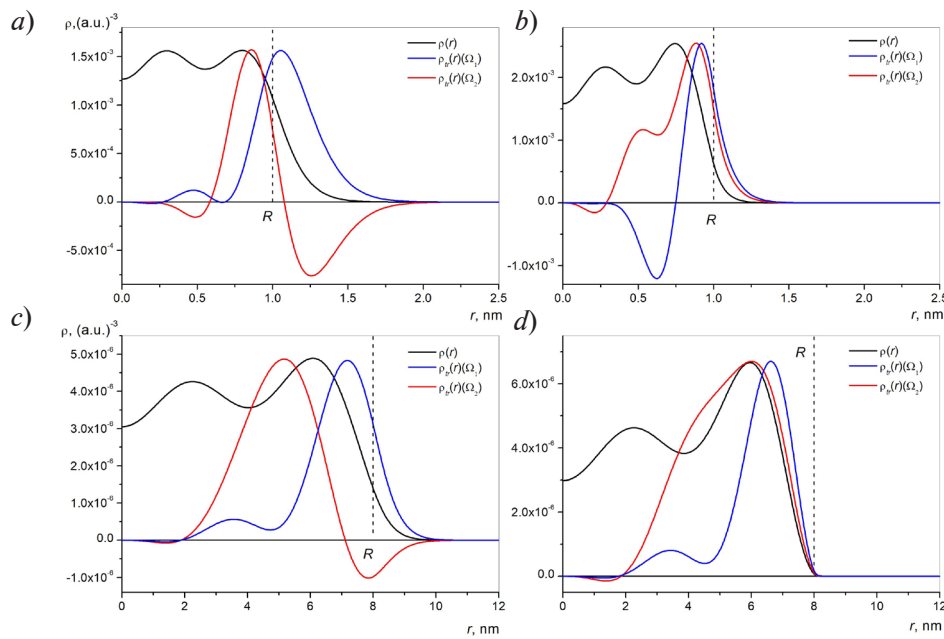 a)
ρ,(a.u.)⁻³
1.5x10⁻³
1.0x10⁻³
5.0x10⁻⁴
0.0
-5.0x10⁻⁴
ρ(r)
ρtr(r)(Ω₁)
ρtr(r)(Ω₂)
R
0.0 0.5 1.0 1.5 2.0 2.5
r, nm
b)
2.0x10⁻³
1.0x10⁻³
0.0
-1.0x10⁻³
ρ(r)
ρtr(r)(Ω₁)
ρtr(r)(Ω₂)
R
0.0 0.5 1.0 1.5 2.0 2.5
r, nm
c)
ρ, (a.u.)⁻³
5.0x10⁻⁶
4.0x10⁻⁶
3.0x10⁻⁶
2.0x10⁻⁶
1.0x10⁻⁶
0.0
-1.0x10⁻⁶
ρ(r)
ρtr(r)(Ω₁)
ρtr(r)(Ω₂)
R
0 2 4 6 8 10 12
r, nm
d)
6.0x10⁻⁶
4.0x10⁻⁶
2.0x10⁻⁶
0.0
R
ρ(r)
ρtr(r)(Ω₁)
ρtr(r)(Ω₂)
0 2 4 6 8 10 12
r, nm